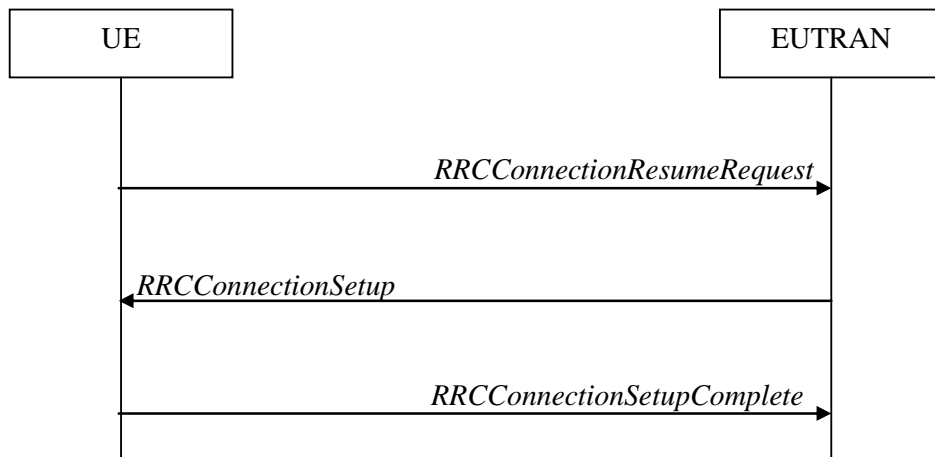 UE
EUTRAN
RRCConnectionResumeRequest
RRCConnectionSetup
RRCConnectionSetupComplete